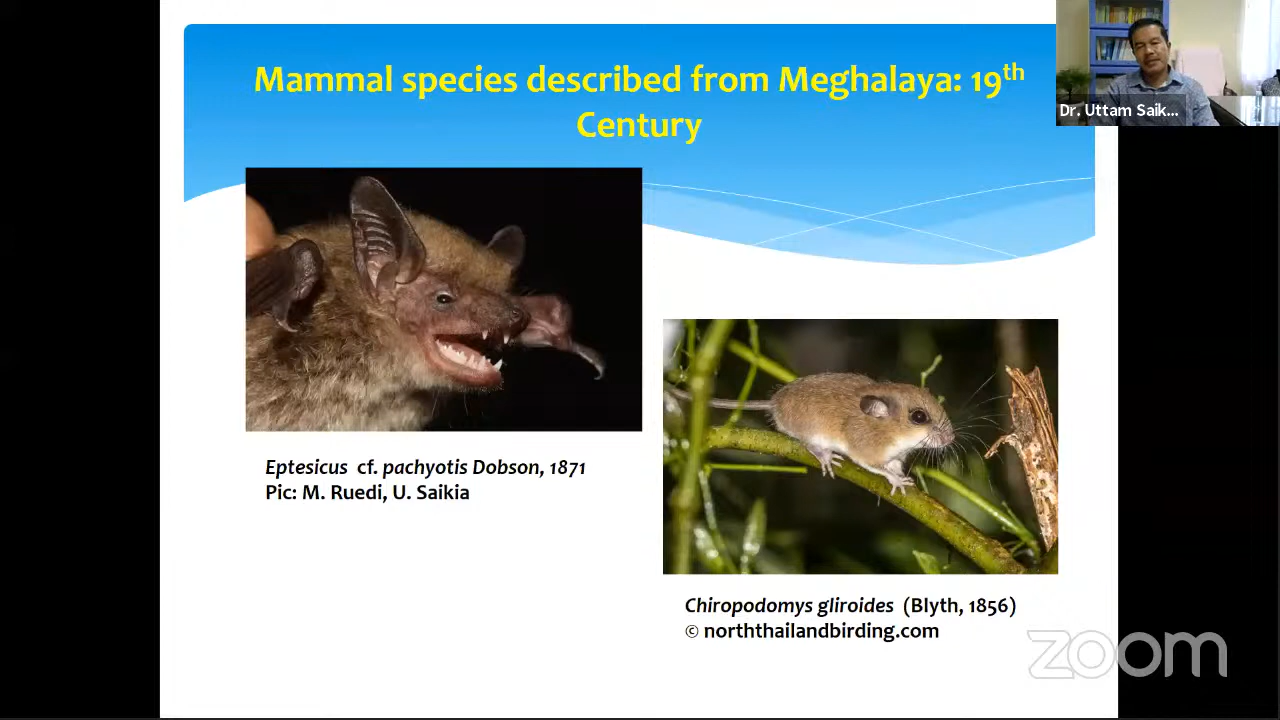 Mammal species described from Meghalaya: 19th
Century
Dr. Uttam Saik...
Eptesicus cf. pachyotis Dobson, 1871
Pic: M. Ruedi, U. Saikia
Chiropodomys gliroides (Blyth, 1856)
© norththailandbirding.com
zoom